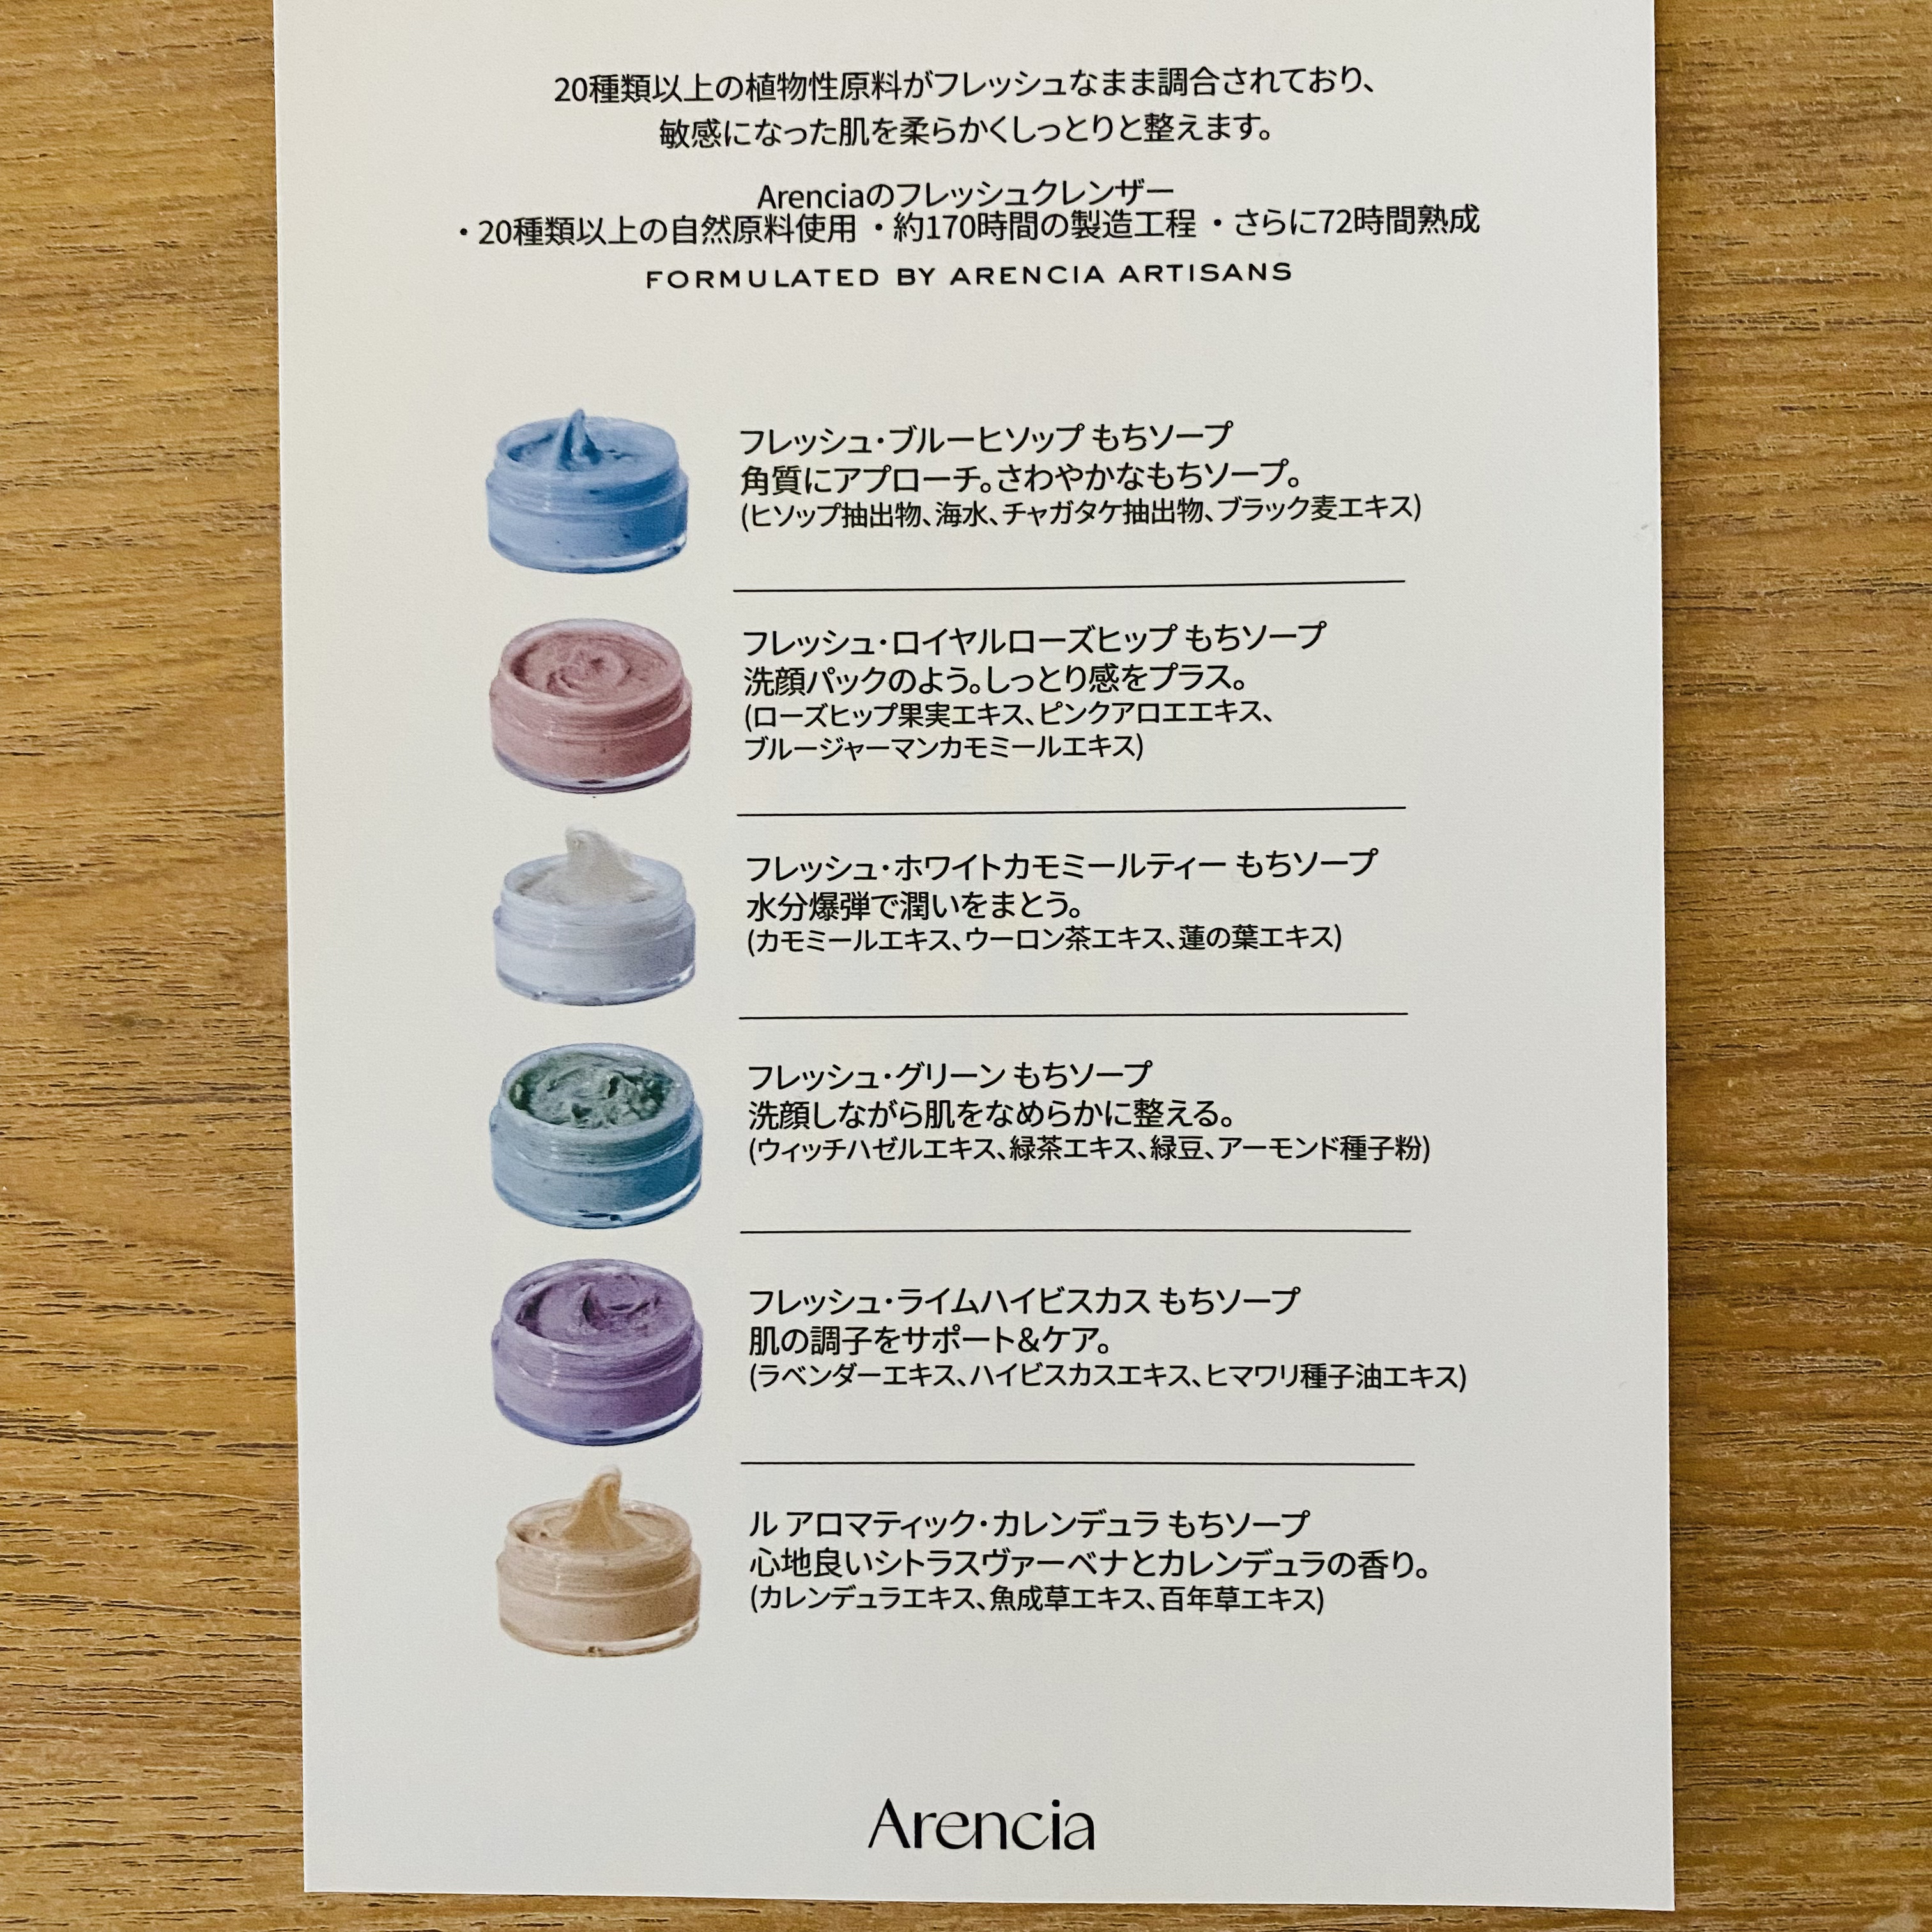 20種類以上の植物性原料がフレッシュなまま調合されており、
敏感になった肌を柔らかくしっとりと整えます。
Arenciaのフレッシュクレンザー
・20種類以上の自然原料使用 ・約170時間の製造工程 ・さらに72時間熟成
FORMULATED BY ARENCIA ARTISANS
フレッシュ・ブルーヒソップ もちソープ
角質にアプローチ。さわやかなもちソープ。
(ヒソップ抽出物、海水、チャガタケ抽出物、ブラック麦エキス)
フレッシュ・ロイヤルローズヒップ もちソープ
洗顔パックのよう。しっとり感をプラス。
(ローズヒップ果実エキス、ピンクアロエエキス、
ブルージャーマンカモミールエキス)
フレッシュ・ホワイトカモミールティー もちソープ
水分爆弾で潤いをまとう。
(カモミールエキス、ウーロン茶エキス、蓮の葉エキス)
フレッシュ・グリーン もちソープ
洗顔しながら肌をなめらかに整える。
(ウィッチハゼルエキス、緑茶エキス、緑豆、アーモンド種子粉)
フレッシュ・ライムハイビスカス もちソープ
肌の調子をサポート&ケア。
(ラベンダーエキス、ハイビスカスエキス、ヒマワリ種子油エキス)
ル アロマティック・カレンデュラ もちソープ
心地良いシトラスヴァーベナとカレンデュラの香り。
(カレンデュラエキス、魚成草エキス、百年草エキス)
Arencia